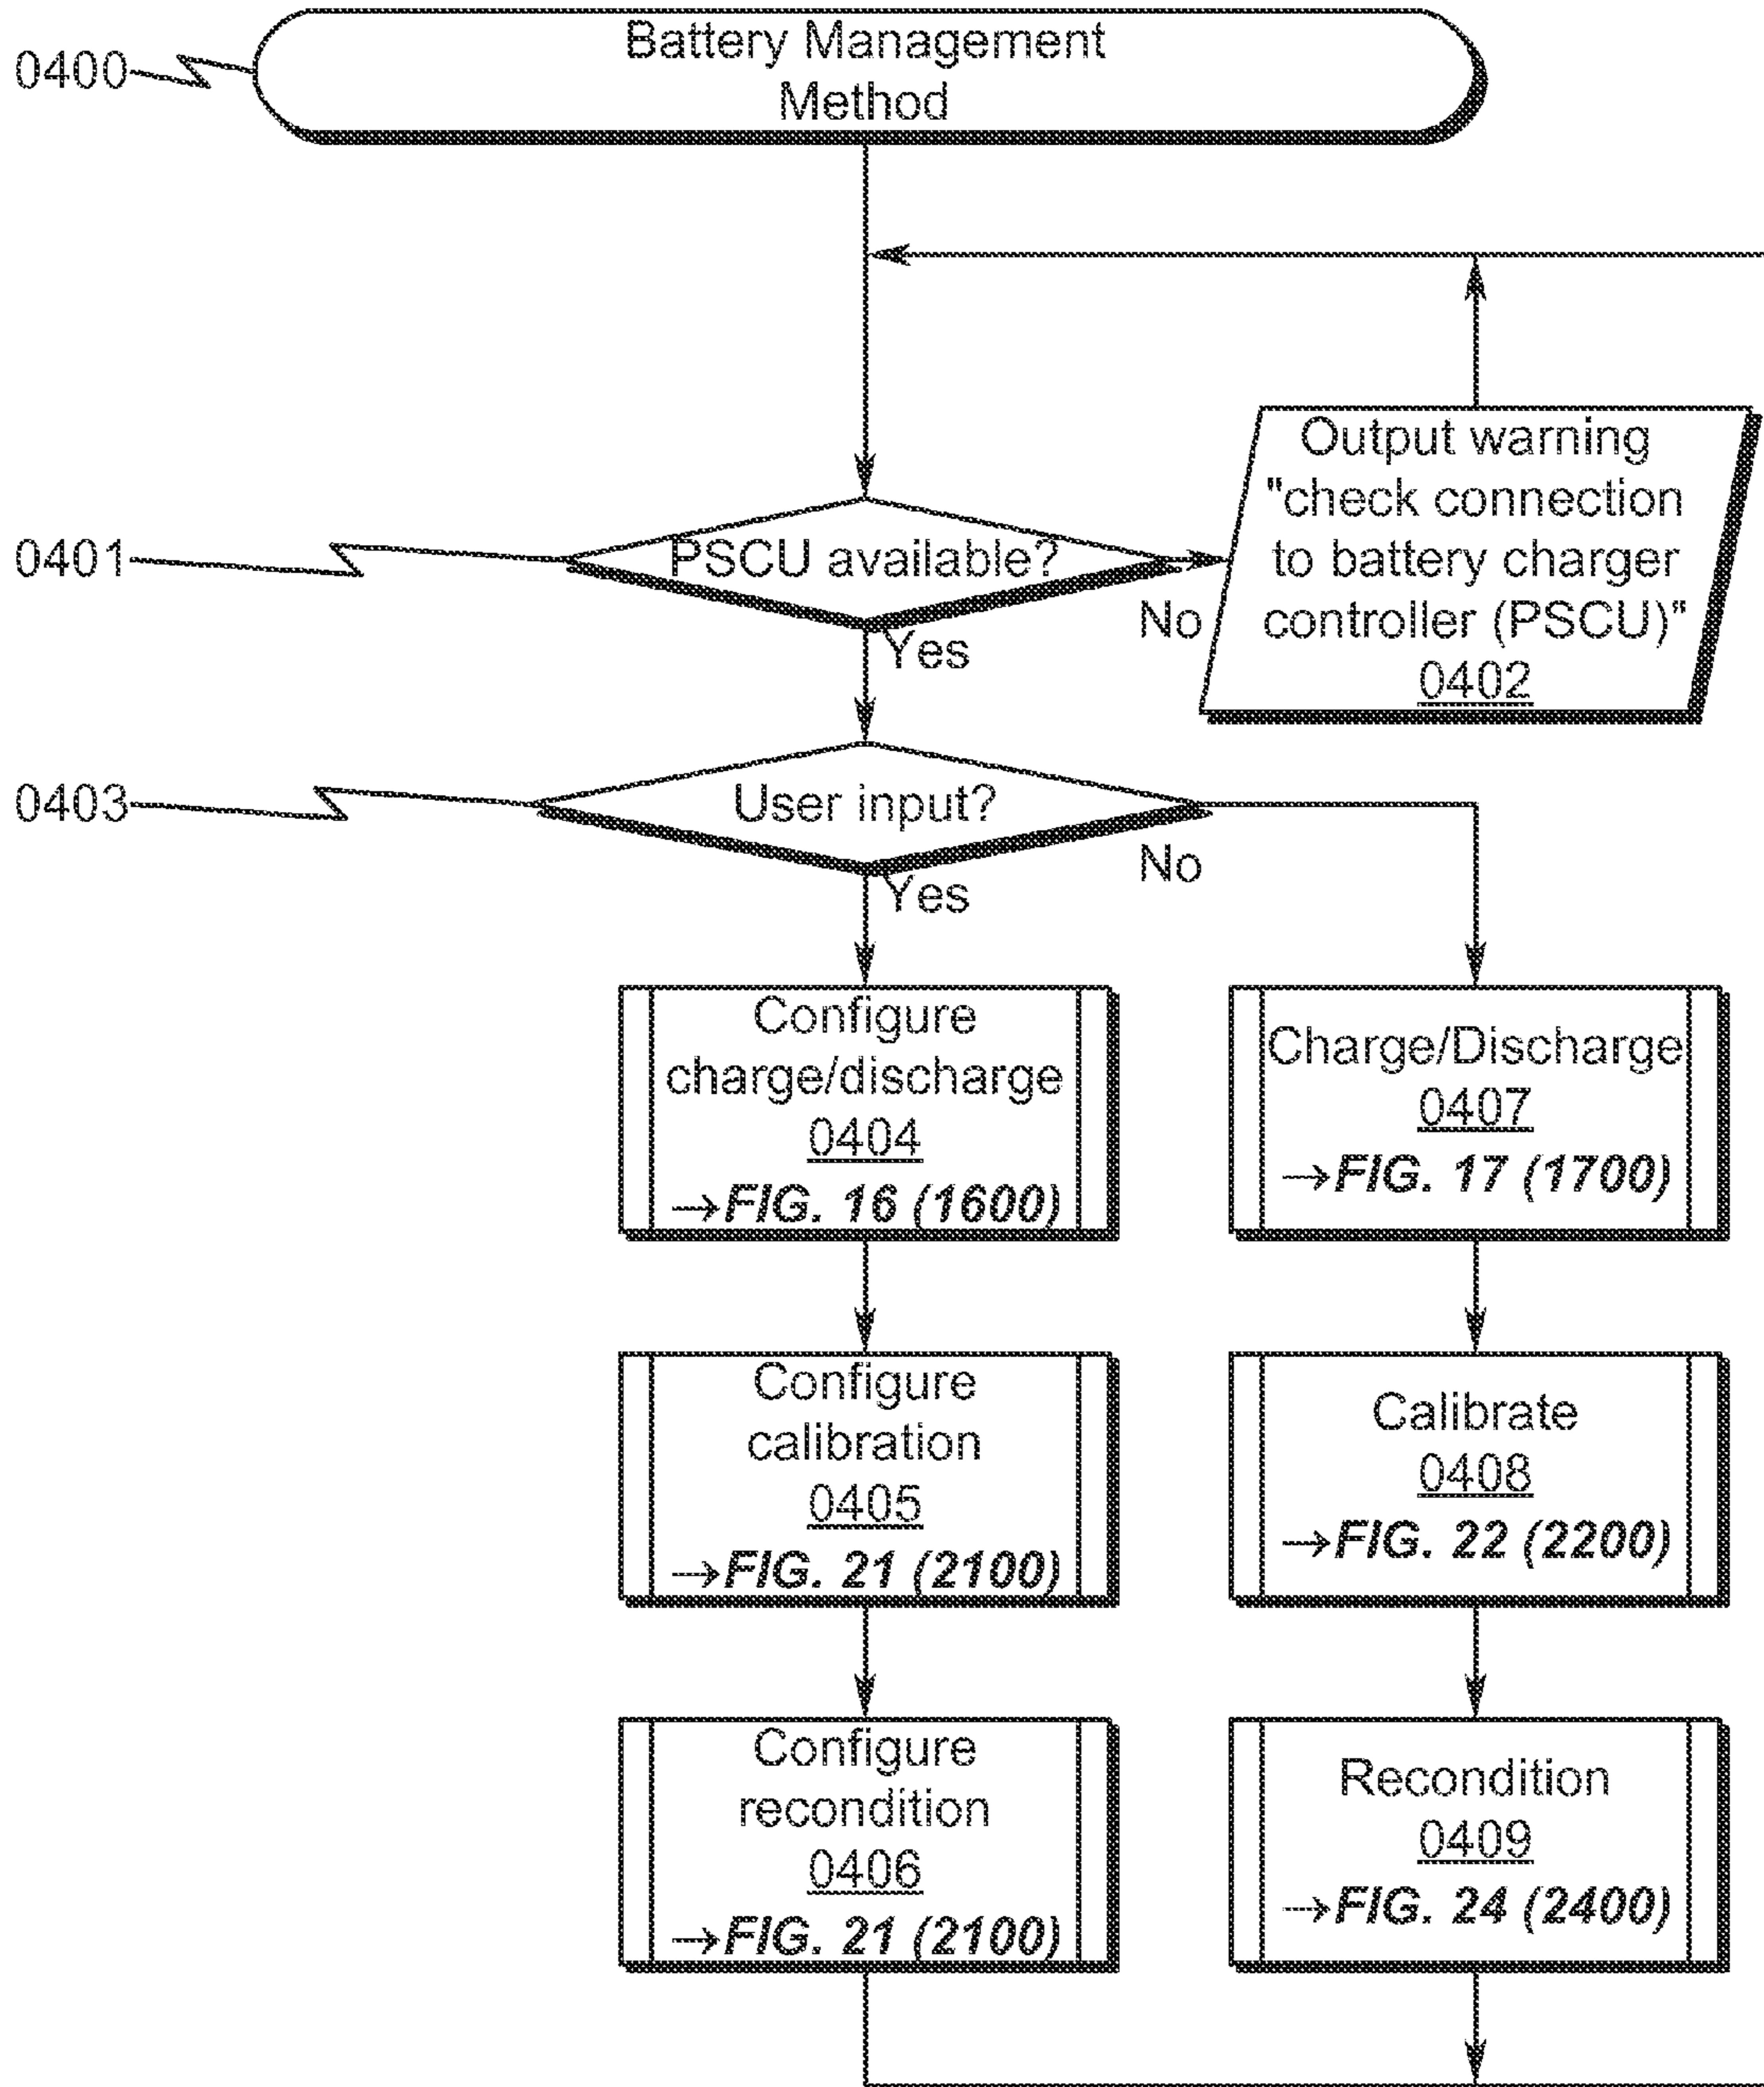 Battery Management
Method
0400
Output warning
"check connection
to battery charger
controller (PSCU)"
0402
0401
PSCU available?
No
Yes
0403
User input?
No
Yes
Configure
charge/discharge
0404
→FIG. 16 (1600)
Charge/Discharge
0407
→FIG. 17 (1700)
Configure
calibration
0405
→FIG. 21 (2100)
Calibrate
0408
→FIG. 22 (2200)
Configure
recondition
0406
→FIG. 21 (2100)
Recondition
0409
→FIG. 24 (2400)